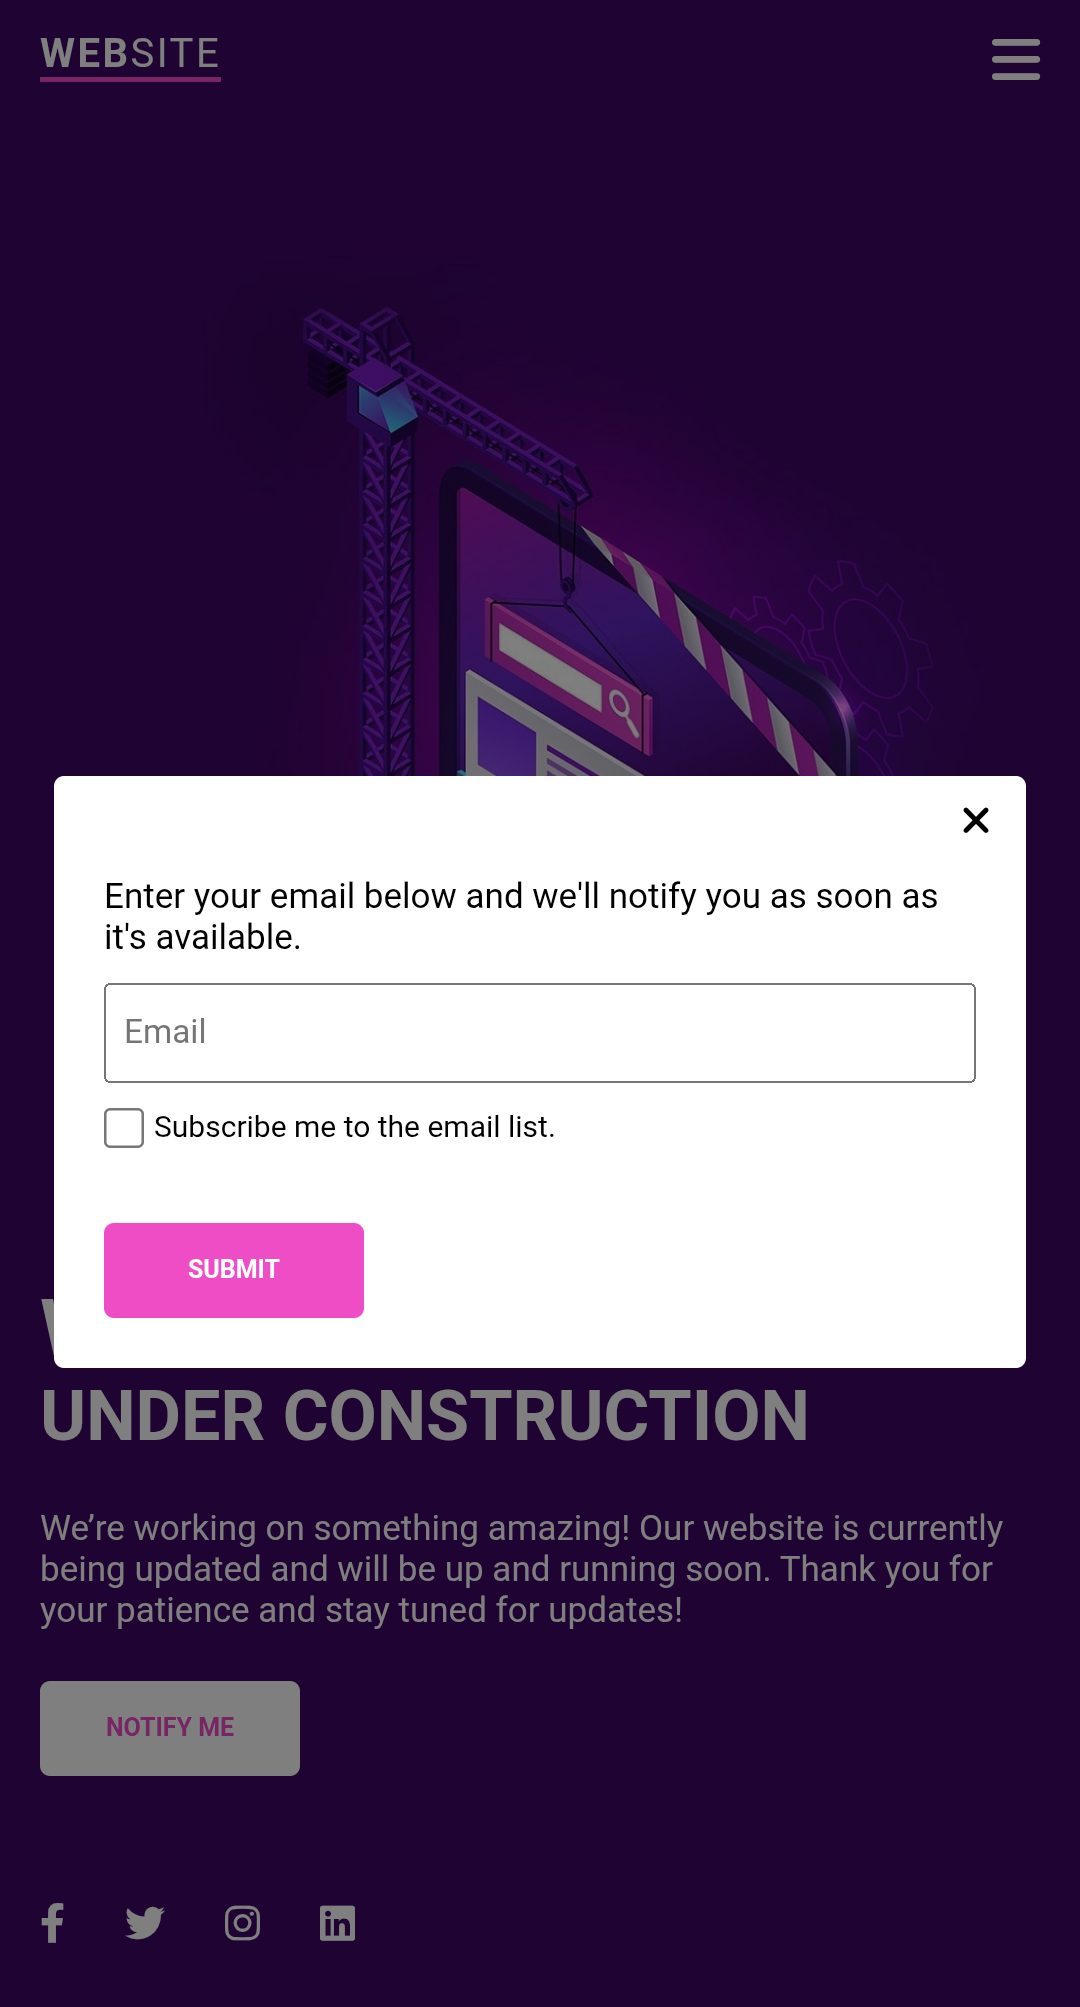 WEBSITE
Enter your email below and we'll notify you as soon as
it's available.
Email
Subscribe me to the email list.
SUBMIT
UNDER CONSTRUCTION
We’re working on something amazing! Our website is currently
being updated and will be up and running soon. Thank you for
your patience and stay tuned for updates!
NOTIFY ME